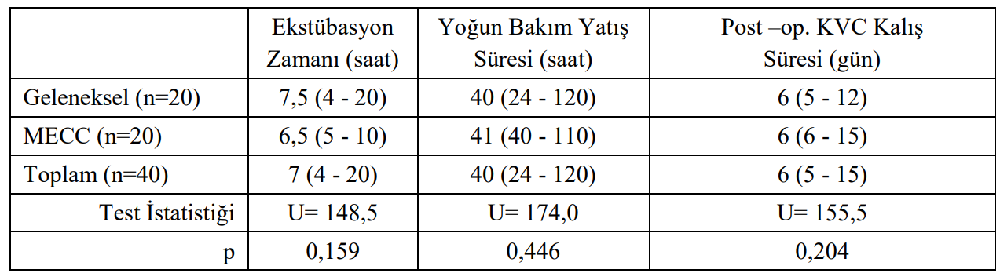 Ekstübasyon Zamanı (saat) Yoğun Bakım Yatış Süresi (saat) Post –op. KVC Kalış Süresi (gün)
Geleneksel (n=20) 7,5 (4 - 20) 40 (24 - 120) 6 (5 - 12)
MECC (n=20) 6,5 (5 - 10) 41 (40 - 110) 6 (6 - 15)
Toplam (n=40) 7 (4 - 20) 40 (24 - 120) 6 (5 - 15)
Test İstatistiği U= 148,5 U= 174,0 U= 155,5
p 0,159 0,446 0,204